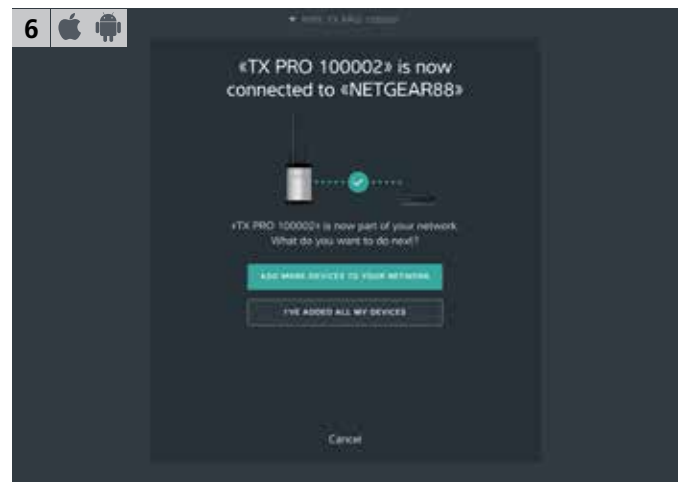 6
«TX PRO 100002» is now
connected to «NETGEAR88»
«TX PRO 100002» is now part of your network
What do you want to do next?
ADD MORE DEVICES TO YOUR NETWORK
I'VE ADDED ALL MY DEVICES
Cancel